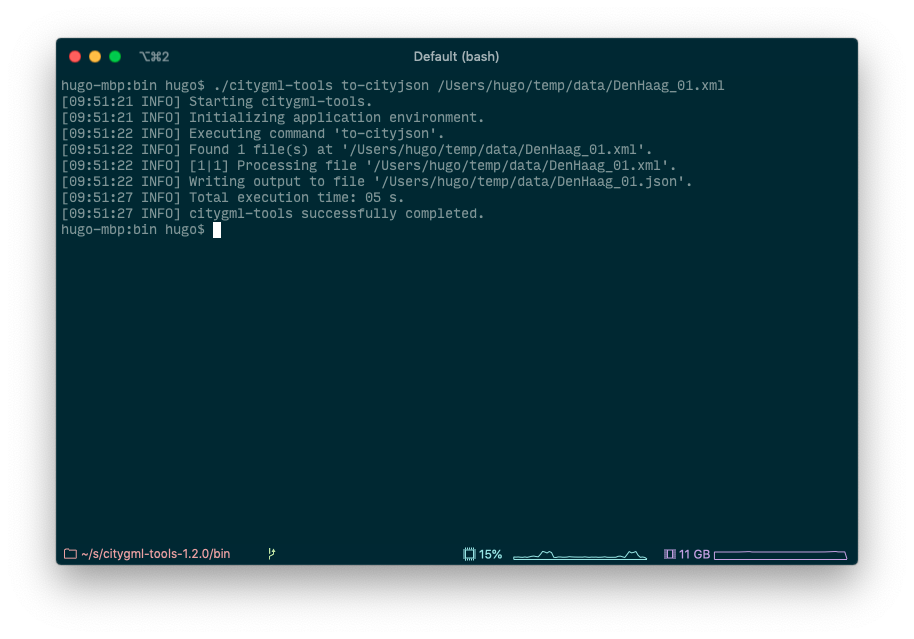 ⌥⌘2 Default (bash)
hugo-mbp:bin hugo$ ./citygml-tools to-cityjson /Users/hugo/temp/data/DenHaag_01.xml
[09:51:21 INFO] Starting citygml-tools.
[09:51:21 INFO] Initializing application environment.
[09:51:22 INFO] Executing command 'to-cityjson'.
[09:51:22 INFO] Found 1 file(s) at '/Users/hugo/temp/data/DenHaag_01.xml'.
[09:51:22 INFO] [1|1] Processing file '/Users/hugo/temp/data/DenHaag_01.xml'.
[09:51:22 INFO] Writing output to file '/Users/hugo/temp/data/DenHaag_01.json'.
[09:51:27 INFO] Total execution time: 05 s.
[09:51:27 INFO] citygml-tools successfully completed.
hugo-mbp:bin hugo$
~/s/citygml-tools-1.2.0/bin 15% 11 GB